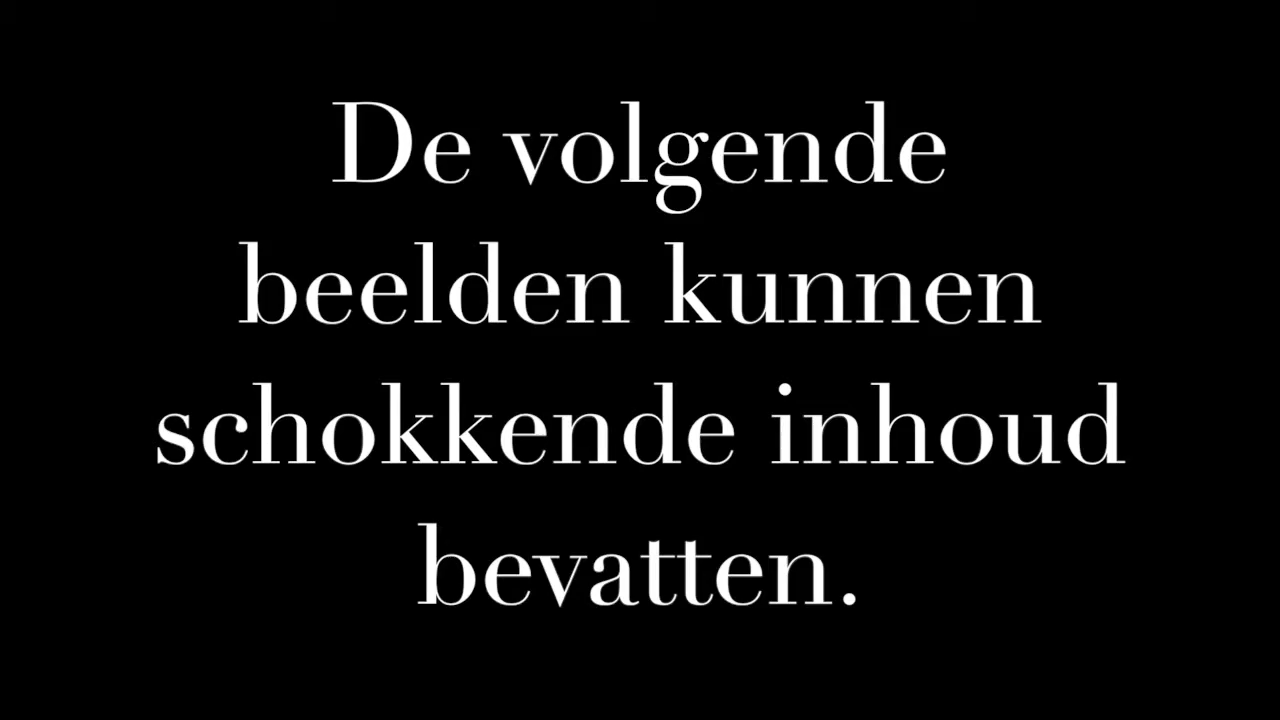 De volgende
beelden kunnen
schokkende inhoud
bevatten.